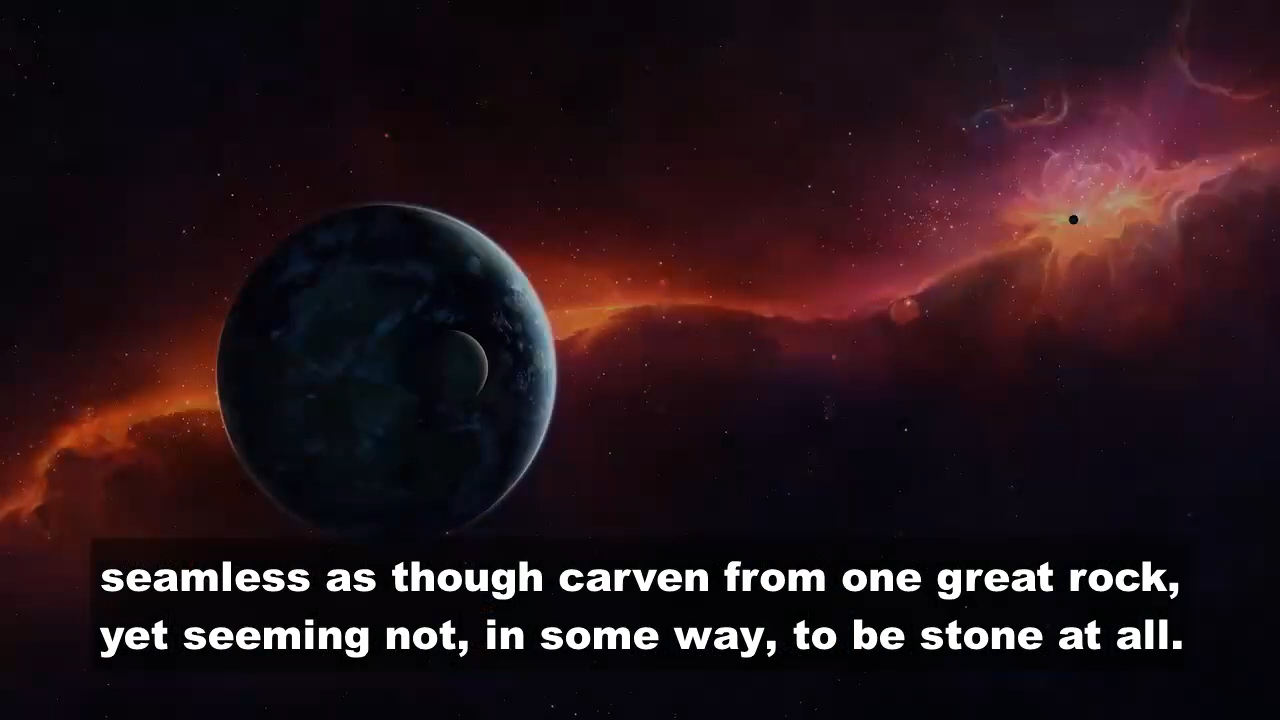 seamless as though carven from one great rock,
yet seeming not, in some way, to be stone at all.